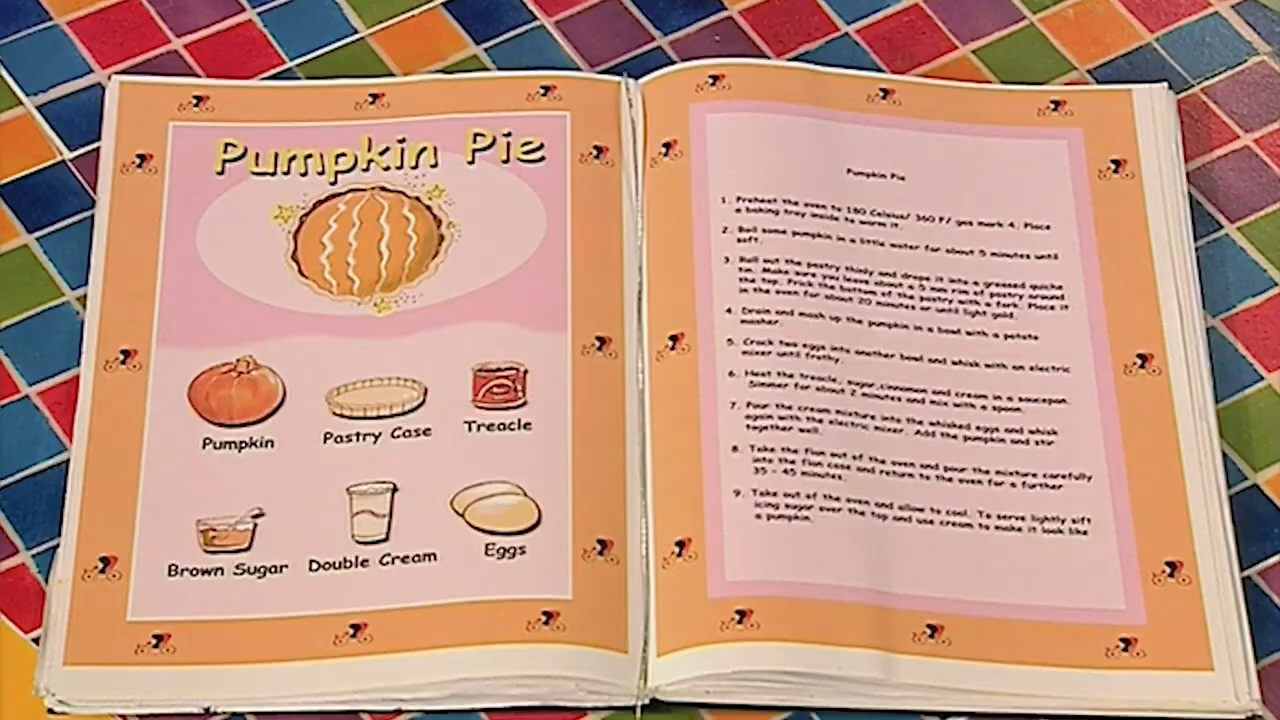 Pumpkin Pie
Pumpkin
Pastry Case
Treacle
Brown Sugar
Double Cream
Eggs
Pumpkin Pie
1. Preheat the oven to 180 Celsius/ 360 F/ gas mark 4. Place
a baking tray inside to warm it.
2. Boil some pumpkin in a little water for about 5 minutes until
soft.
3. Roll out the pastry thinly and drape it into a greased quiche
tin. Make sure you leave about a 5 mm rim of pastry around
the top. Prick the bottom of the pastry with a fork. Place it
in the oven for about 20 minutes or until light gold.
4. Drain and mash up the pumpkin in a bowl with a potato
masher.
5. Crack two eggs into another bowl and whisk with an electric
mixer until frothy.
6. Heat the treacle, sugar,cinnamon and cream in a saucepan.
Simmer for about 2 minutes and mix with a spoon.
7. Pour the cream mixture into the whisked eggs and whisk
again with the electric mixer. Add the pumpkin and stir
together well.
8. Take the flan out of the oven and pour the mixture carefully
into the flan case and return to the oven for a further
35 - 45 minutes.
9. Take out of the oven and allow to cool. To serve lightly sift
icing sugar over the top and use cream to make it look like
a pumpkin.